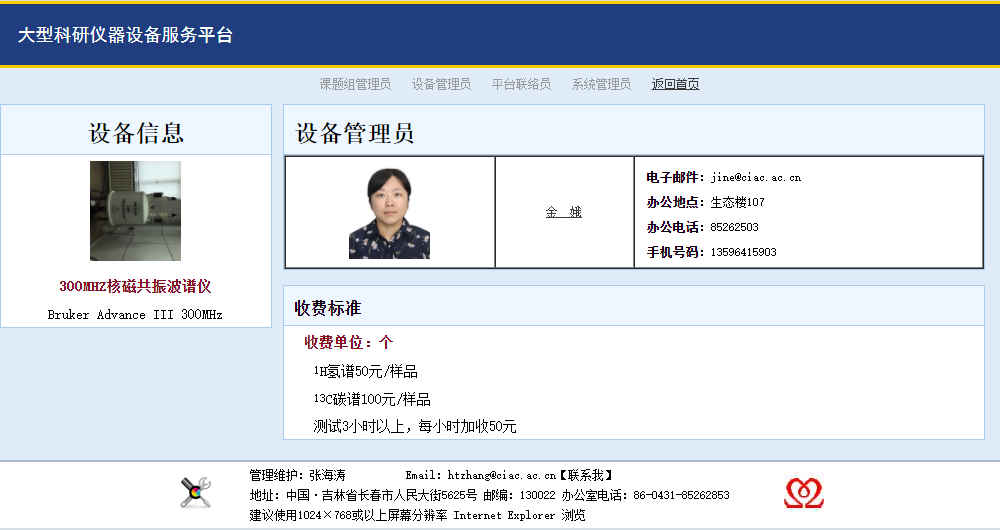 大型科研仪器设备服务平台
课题组管理员 设备管理员 平台联络员 系统管理员 返回首页
设备信息
300MHZ核磁共振波谱仪
Bruker Advance III 300MHz
设备管理员
金 娥
电子邮件：jine@ciac.ac.cn
办公地点：生态楼107
办公电话：85262503
手机号码：13596415903
收费标准
收费单位：个
¹H氢谱50元/样品
¹³C碳谱100元/样品
测试3小时以上，每小时加收50元
管理维护：张海涛 Email：htzhang@ciac.ac.cn【联系我】
地址：中国·吉林省长春市人民大街5625号 邮编：130022 办公室电话：86-0431-85262853
建议使用1024×768或以上屏幕分辨率 Internet Explorer 浏览